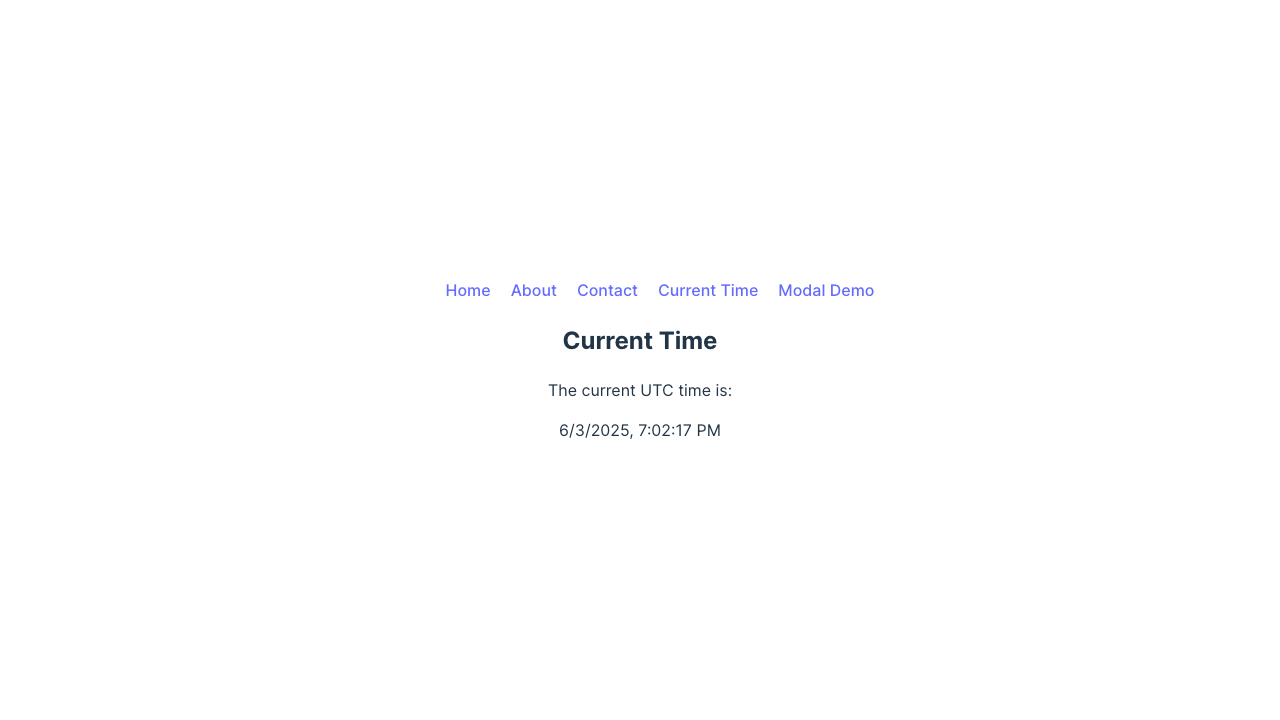 Home About Contact Current Time Modal Demo
Current Time
The current UTC time is:
6/3/2025, 7:02:17 PM